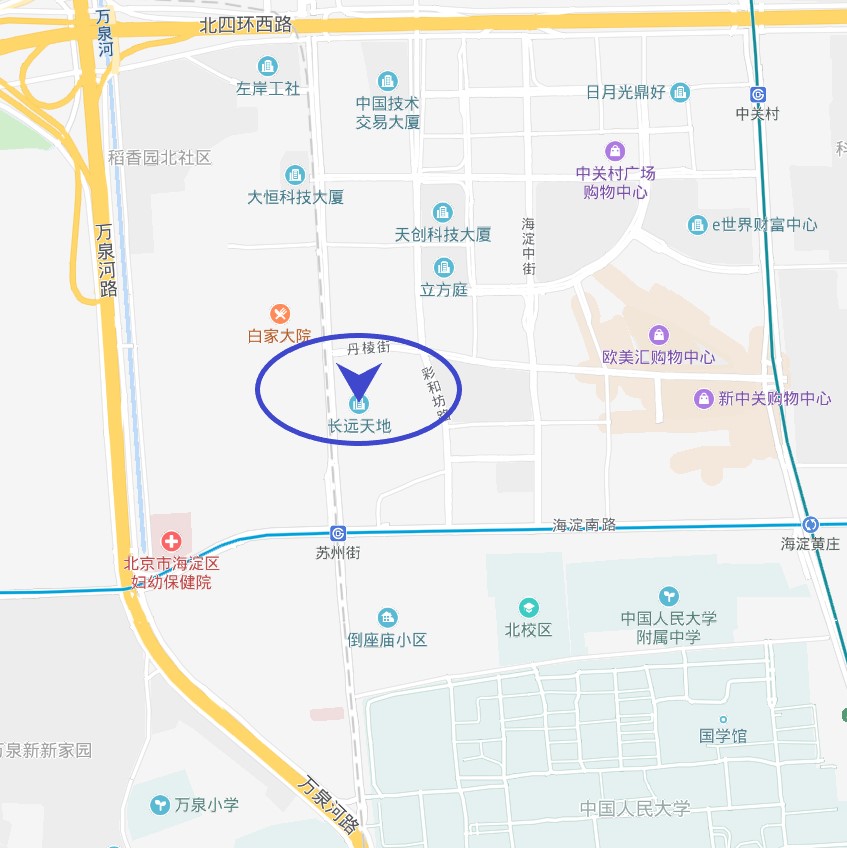 万泉河
北四环西路
左岸工社
中国技术
交易大厦
日月光鼎好
中关村
稻香园北社区
中关村广场
购物中心
大恒科技大厦
天创科技大厦
海淀中街
e世界财富中心
万泉河路
立方庭
白家大院
丹棱街
欧美汇购物中心
彩和坊路
新中关购物中心
长远天地
海淀南路
苏州街
海淀黄庄
北京市海淀区
妇幼保健院
倒座庙小区
北校区
中国人民大学
附属中学
国学馆
万泉新新家园
万泉小学
万泉河路
中国人民大学